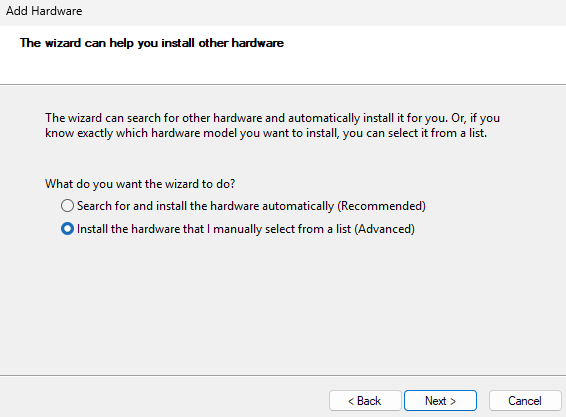 Add Hardware
The wizard can help you install other hardware
The wizard can search for other hardware and automatically install it for you. Or, if you
know exactly which hardware model you want to install, you can select it from a list.
What do you want the wizard to do?
Search for and install the hardware automatically (Recommended)
Install the hardware that I manually select from a list (Advanced)
< Back
Next >
Cancel